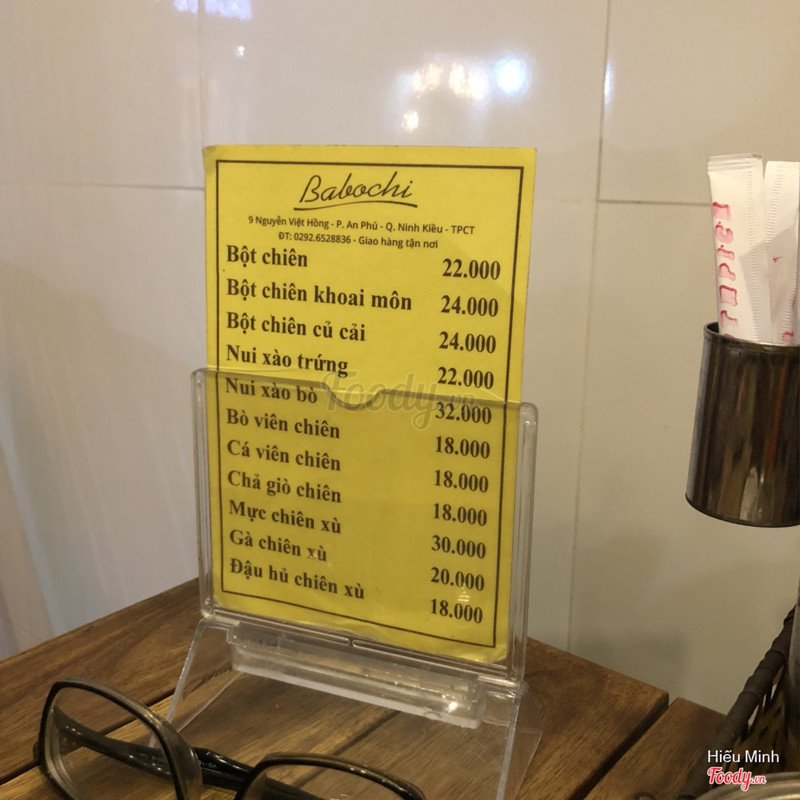 Babochi
9 Nguyễn Việt Hồng - P. An Phú - Q. Ninh Kiều - TPCT
ĐT: 0292.6528836 - Giao hàng tận nơi
Bột chiên 22.000
Bột chiên khoai môn 24.000
Bột chiên củ cải 24.000
Nui xào trứng 22.000
Nui xào bò 32.000
Bò viên chiên 18.000
Cá viên chiên 18.000
Chả giò chiên 18.000
Mực chiên xù 30.000
Gà chiên xù 20.000
Đậu hủ chiên xù 18.000
Foody.vn
Hiếu Minh
Foody.vn